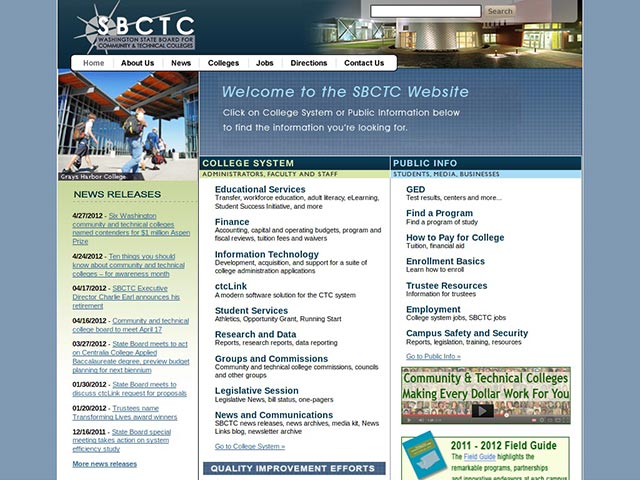 SBCTC
WASHINGTON STATE BOARD FOR
COMMUNITY & TECHNICAL COLLEGES
Search
Home
About Us
News
Colleges
Jobs
Directions
Contact Us
Grays Harbor College
Welcome to the SBCTC Website
Click on College System or Public Information below
to find the information you're looking for.
NEWS RELEASES
4/27/2012 - Six Washington
community and technical colleges
named contenders for $1 million Aspen
Prize
4/24/2012 - Ten things you should
know about community and technical
colleges – for awareness month
04/17/2012 - SBCTC Executive
Director Charlie Earl announces his
retirement
04/16/2012 - Community and technical
college board to meet April 17
03/27/2012 - State Board meets to
act on Centralia College Applied
Baccalaureate degree, preview budget
planning for next biennium
01/30/2012 - State Board meets to
discuss ctcLink request for proposals
01/20/2012 - Trustees name
Transforming Lives award winners
12/16/2011 - State Board special
meeting takes action on system
efficiency study
More news releases
COLLEGE SYSTEM
ADMINISTRATORS, FACULTY AND STAFF
Educational Services
Transfer, workforce education, adult literacy, eLearning,
Student Success Initiative, and more
Finance
Accounting, capital and operating budgets, program and
fiscal reviews, tuition fees and waivers
Information Technology
Development, acquisition, and support for a suite of
college administration applications
ctcLink
A modern software solution for the CTC system
Student Services
Athletics, Opportunity Grant, Running Start
Research and Data
Reports, research reports, data reporting
Groups and Commissions
Community and technical college commissions, councils
and other groups
Legislative Session
Legislative News, bill status, one-pagers
News and Communications
SBCTC news releases, news archives, media kit, News
Links blog, newsletter archive
Go to College System »
QUALITY IMPROVEMENT EFFORTS
PUBLIC INFO
STUDENTS, MEDIA, BUSINESSES
GED
Test results, centers and more...
Find a Program
Find a program of study
How to Pay for College
Tuition, financial aid
Enrollment Basics
Learn how to enroll
Trustee Resources
Information for trustees
Employment
College system jobs, SBCTC jobs
Campus Safety and Security
Reports, legislation, training, resources
Go to Public Info »
Community & Technical Colleges
Making Every Dollar Work For You
2011 - 2012 Field Guide
The Field Guide highlights the
remarkable programs, partnerships
and innovative endeavors at each campus